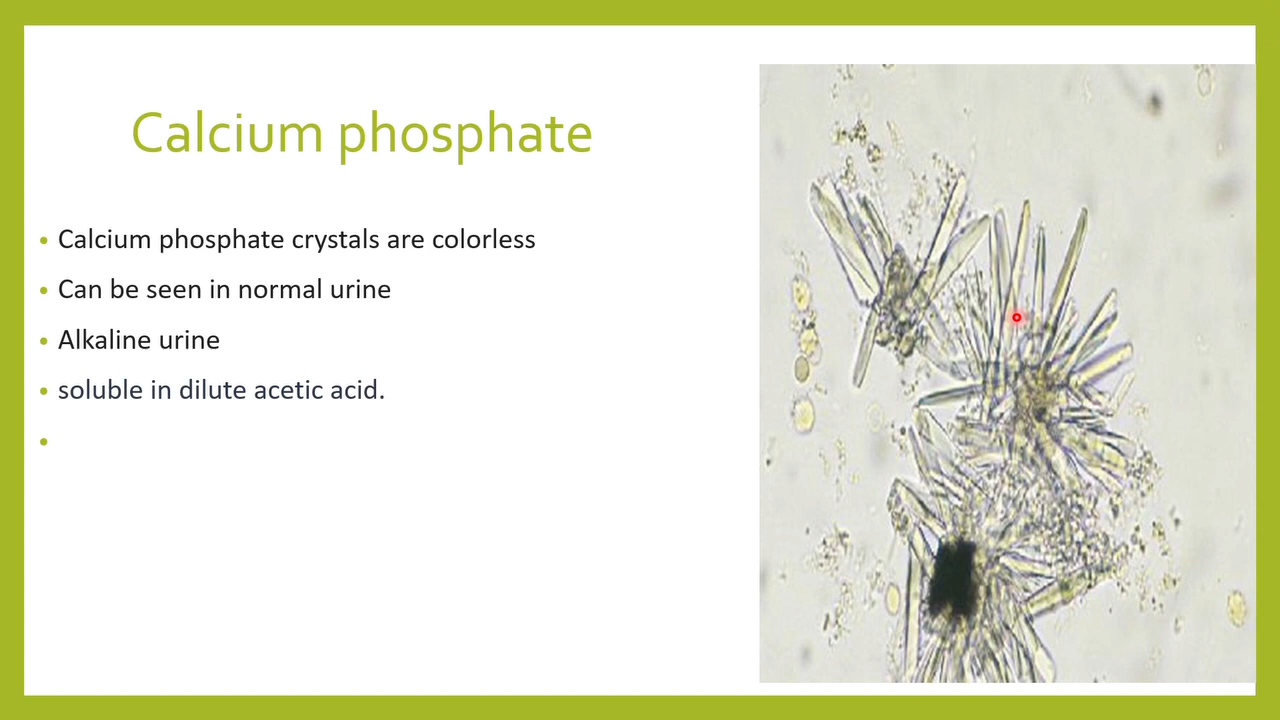 Calcium phosphate
• Calcium phosphate crystals are colorless
• Can be seen in normal urine
• Alkaline urine
• soluble in dilute acetic acid.
•